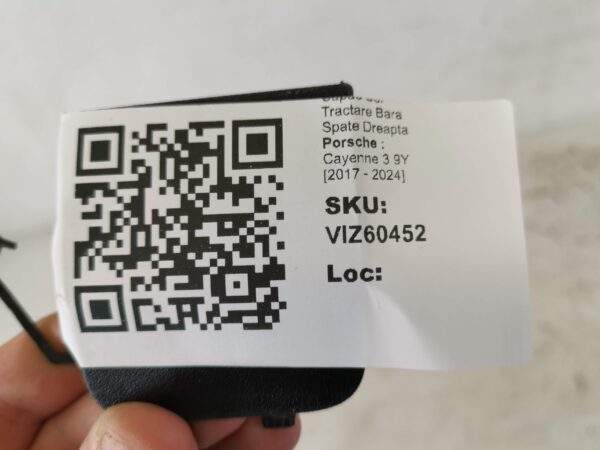 Tractare Bara
Spate Dreapta
Porsche :
Cayenne 3 9Y
[2017 - 2024]
SKU:
VIZ60452
Loc: